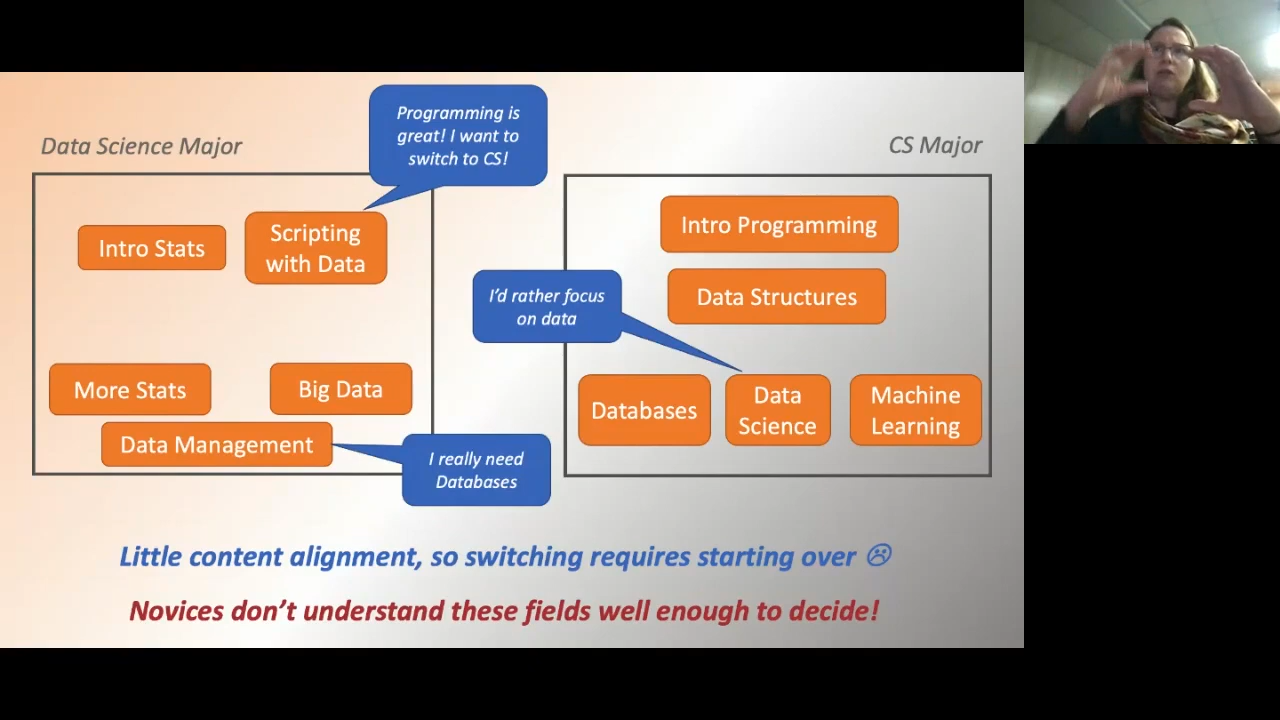 Data Science Major
Programming is
great! I want to
switch to CS!
Intro Stats
Scripting
with Data
More Stats
Big Data
Data Management
I really need
Databases
CS Major
Intro Programming
Data Structures
I'd rather focus
on data
Databases
Data
Science
Machine
Learning
Little content alignment, so switching requires starting over ☹
Novices don't understand these fields well enough to decide!